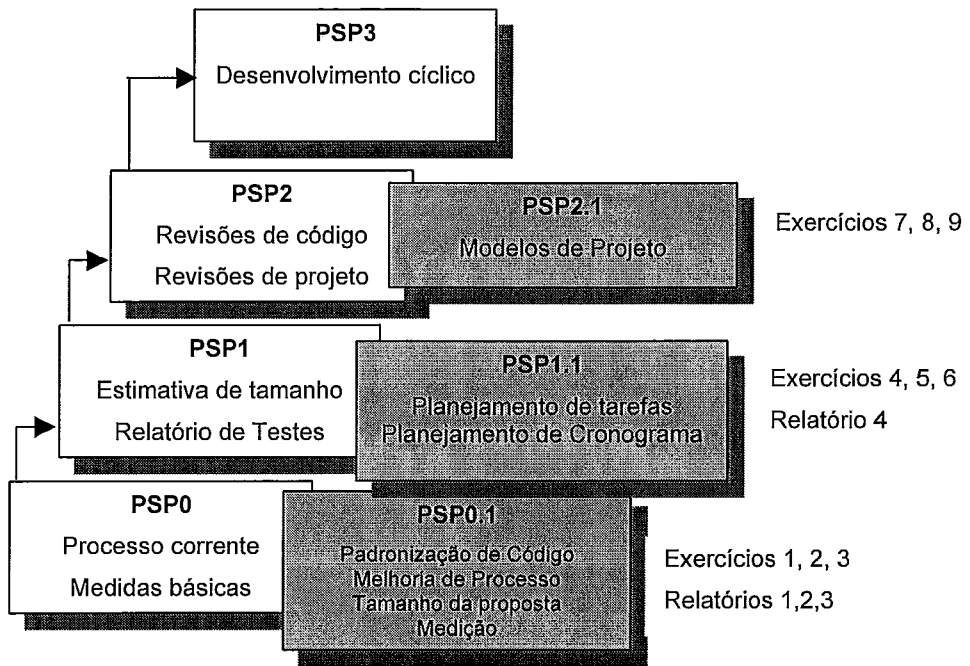 PSP3
Desenvolvimento cíclico
PSP2
Revisões de código
Revisões de projeto
PSP2.1
Modelos de Projeto
Exercícios 7, 8, 9
PSP1
Estimativa de tamanho
Relatório de Testes
PSP1.1
Planejamento de tarefas
Planejamento de Cronograma
Exercícios 4, 5, 6
Relatório 4
PSP0
Processo corrente
Medidas básicas
PSP0.1
Padronização de Código
Melhoria de Processo
Tamanho da proposta
Medição
Exercícios 1, 2, 3
Relatórios 1,2,3